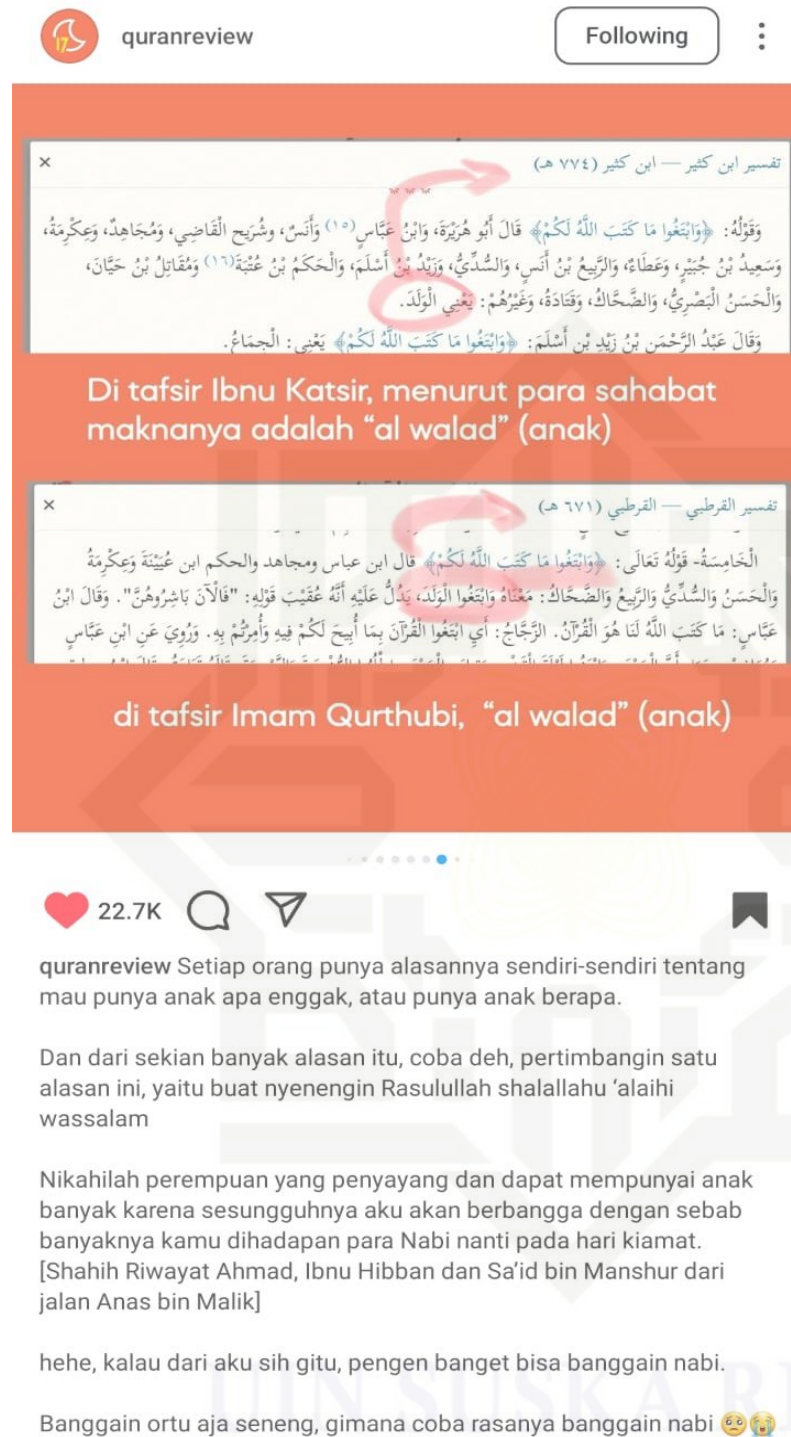 quranreview
Following
تفسير ابن كثير — ابن كثير (٧٧٤ هـ)
وَقَوْلُهُ: ﴿وَابْتَغُوا مَا كَتَبَ اللَّهُ لَكُمْ﴾ قَالَ أَبُو هُرَيْرَةَ، وَابْنُ عَبَّاسٍ(١٥) وَأَنَسٌ، وشُرَيح الْقَاضِي، وَمُجَاهِدٌ، وَعِكْرِمَةُ،
وَسَعِيدُ بْنُ جُبَيْرٍ، وَعَطَاءٌ، وَالرَّبِيعُ بْنُ أَنَسٍ، وَالسُّدِّيُّ، وَزَيْدُ بْنُ أَسْلَمَ، وَالْحَكَمُ بْنُ عُتْبَةَ(١٦) وَمُقَاتِلُ بْنُ حَيَّانَ،
وَالْحَسَنُ الْبَصْرِيُّ، وَالضَّحَّاكُ، وَقَتَادَةُ، وَغَيْرُهُمْ: يَعْنِي الْوَلَدَ.
وَقَالَ عَبْدُ الرَّحْمَنِ بْنُ زَيْدِ بْنِ أَسْلَمَ: ﴿وَابْتَغُوا مَا كَتَبَ اللَّهُ لَكُمْ﴾ يَعْنِي: الْجِمَاعُ.
Di tafsir Ibnu Katsir, menurut para sahabat
maknanya adalah “al walad” (anak)
تفسير القرطبي — القرطبي (٦٧١ هـ)
الْخَامِسَةُ- قَوْلُهُ تَعَالَى: ﴿وَابْتَغُوا مَا كَتَبَ اللَّهُ لَكُمْ﴾ قال ابن عباس ومجاهد والحكم ابن عُيَيْنَةَ وَعِكْرِمَةُ
وَالْحَسَنُ وَالسُّدِّيُّ وَالرَّبِيعُ وَالضَّحَّاكُ: مَعْنَاهُ وَابْتَغُوا الْوَلَدَ، يَدُلُّ عَلَيْهِ أَنَّهُ عُقَيْبَ قَوْلِهِ: "فَالْآنَ بَاشِرُوهُنَّ". وَقَالَ ابْنُ
عَبَّاسٍ: مَا كَتَبَ اللَّهُ لَنَا هُوَ الْقُرْآنُ. الزَّجَّاجُ: أَيِ ابْتَغُوا الْقُرْآنَ بِمَا أُبِيحَ لَكُمْ فِيهِ وَأُمِرْتُمْ بِهِ. وَرُوِيَ عَنِ ابْنِ عَبَّاسٍ
di tafsir Imam Qurthubi, “al walad” (anak)
22.7K
quranreview Setiap orang punya alasannya sendiri-sendiri tentang
mau punya anak apa enggak, atau punya anak berapa.
Dan dari sekian banyak alasan itu, coba deh, pertimbangin satu
alasan ini, yaitu buat nyenengin Rasulullah shalallahu ‘alaihi
wassalam
Nikahilah perempuan yang penyayang dan dapat mempunyai anak
banyak karena sesungguhnya aku akan berbangga dengan sebab
banyaknya kamu dihadapan para Nabi nanti pada hari kiamat.
[Shahih Riwayat Ahmad, Ibnu Hibban dan Sa’id bin Manshur dari
jalan Anas bin Malik]
hehe, kalau dari aku sih gitu, pengen banget bisa banggain nabi.
Banggain ortu aja seneng, gimana coba rasanya banggain nabi 🥺😭
UIN SUSKA RI